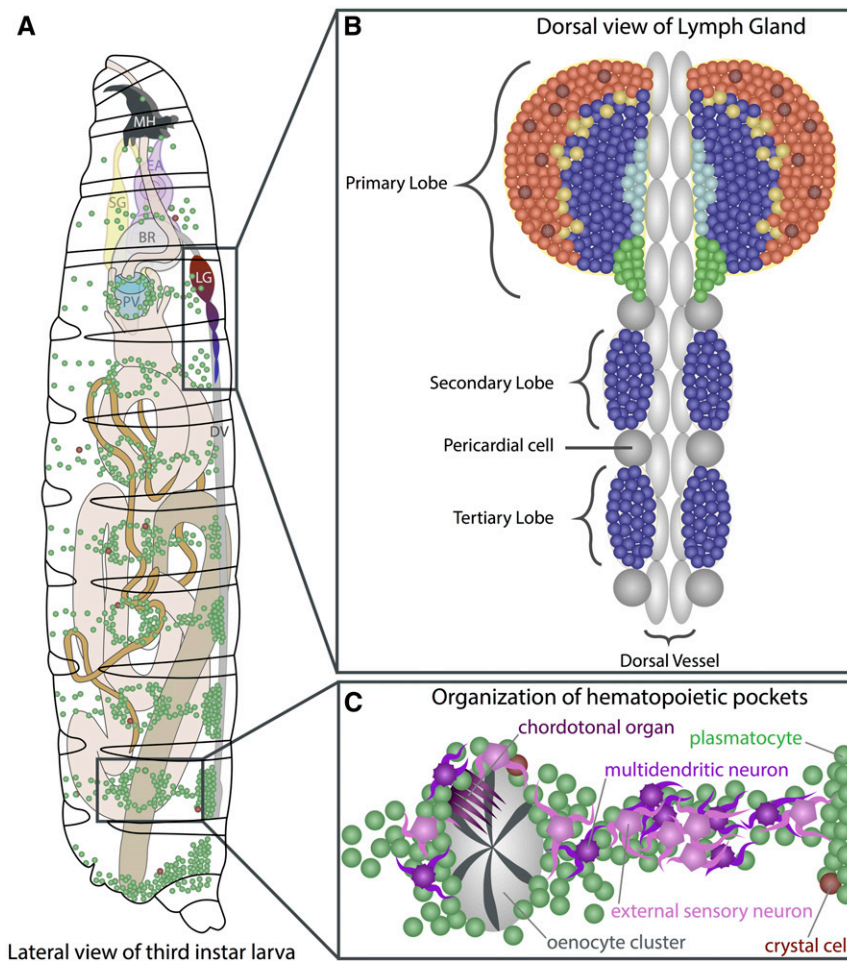 A
MH
EA
SG
BR
LG
PV
DV
Lateral view of third instar larva
B
Dorsal view of Lymph Gland
Primary Lobe
Secondary Lobe
Pericardial cell
Tertiary Lobe
Dorsal Vessel
C
Organization of hematopoietic pockets
chordotonal organ
plasmatocyte
multidendritic neuron
external sensory neuron
oenocyte cluster
crystal cell